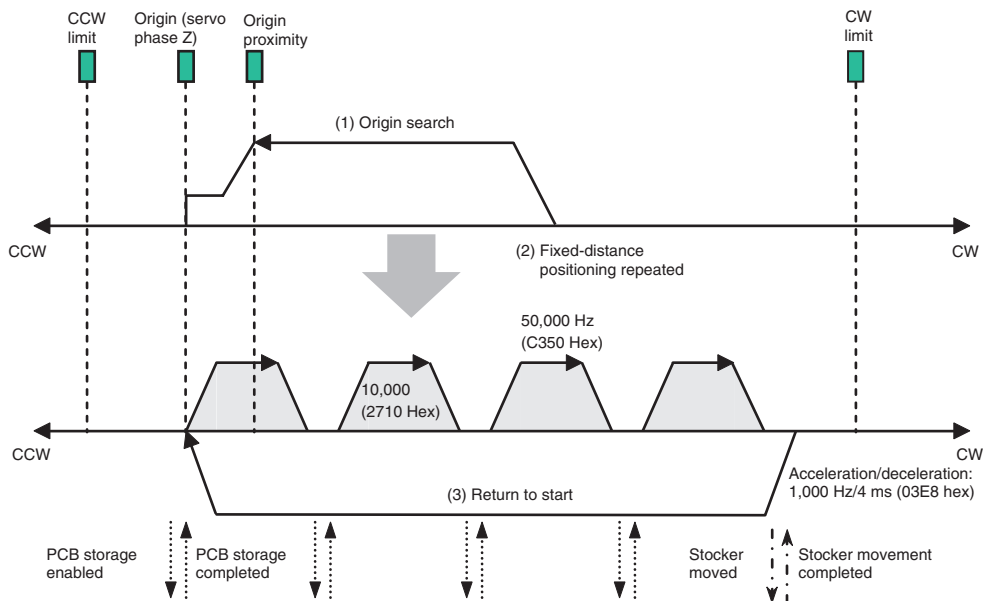 CCW
limit
Origin (servo
phase Z)
Origin
proximity
CW
limit
(1) Origin search
CCW
CW
(2) Fixed-distance
positioning repeated
50,000 Hz
(C350 Hex)
10,000
(2710 Hex)
CCW
CW
Acceleration/deceleration:
1,000 Hz/4 ms (03E8 hex)
(3) Return to start
PCB storage
enabled
PCB storage
completed
Stocker
moved
Stocker movement
completed